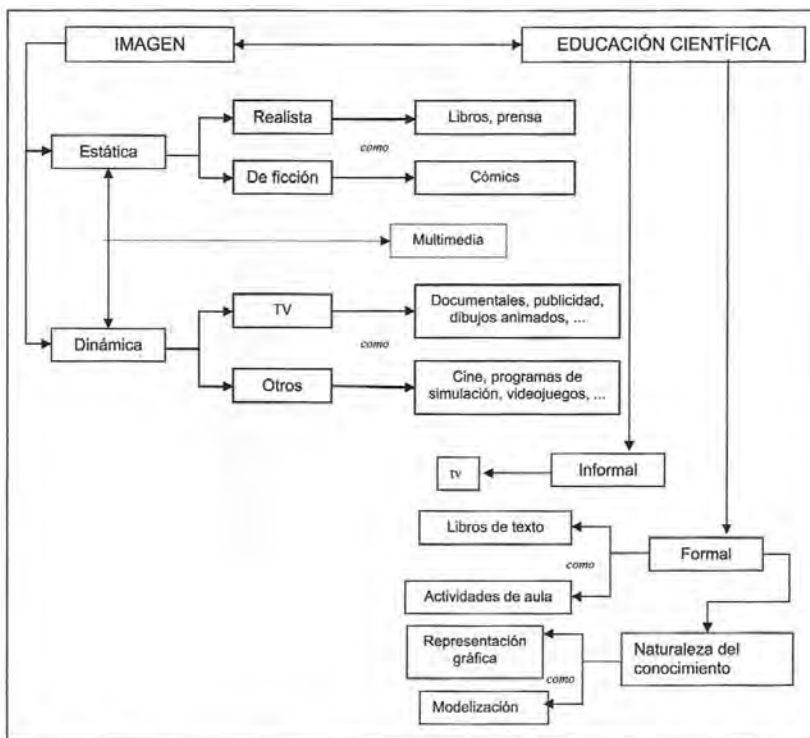 IMAGEN
EDUCACIÓN CIENTÍFICA
Realista
Libros, prensa
como
Estática
De ficción
Cómics
Multimedia
TV
Documentales, publicidad,
dibujos animados, ...
como
Dinámica
Otros
Cine, programas de
simulación, videojuegos, ...
tv
Informal
Libros de texto
Formal
como
Actividades de aula
Representación
gráfica
Naturaleza del
conocimiento
como
Modelización